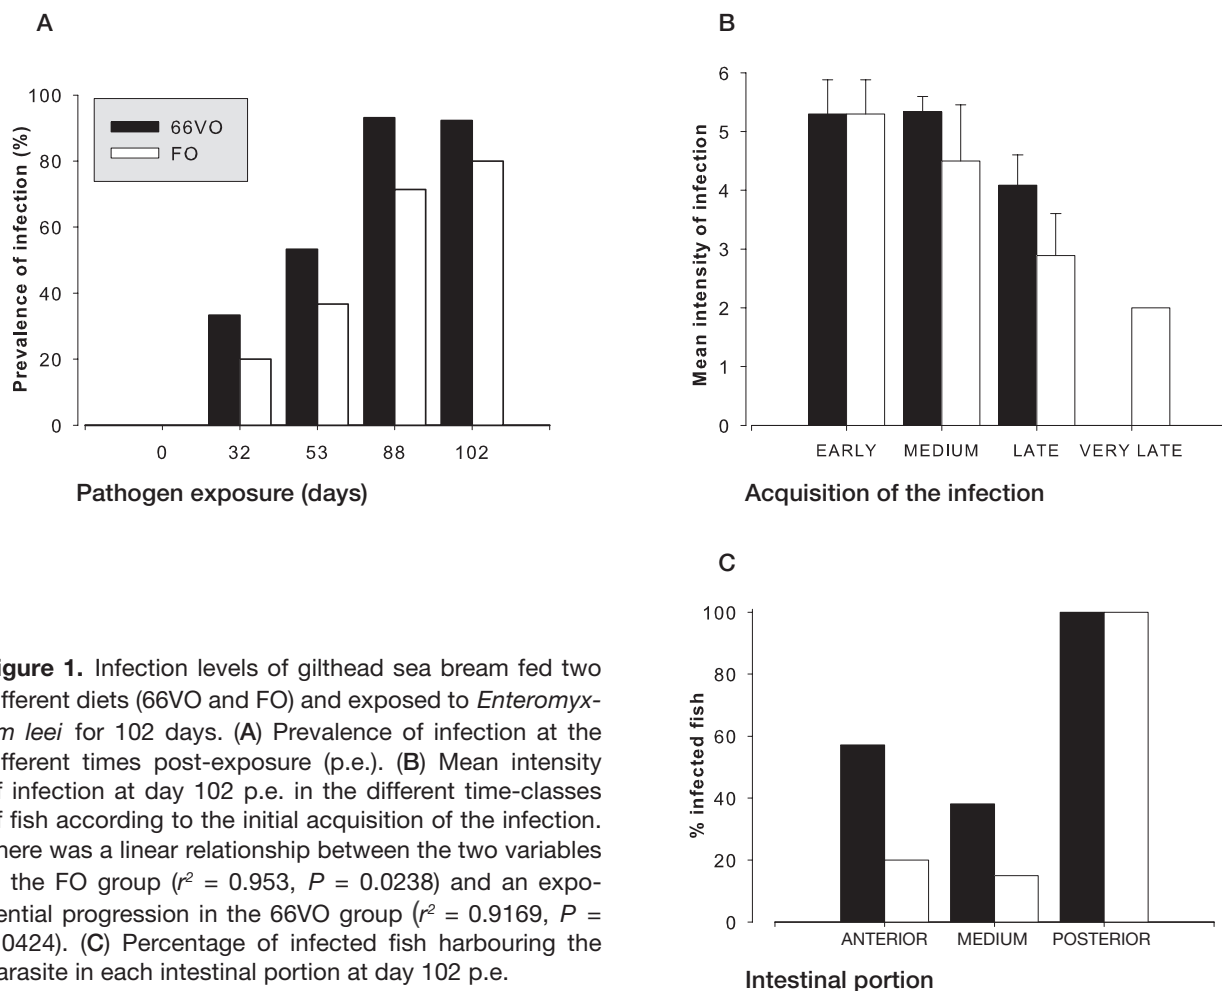 A
100
80
60
40
20
0
Prevalence of infection (%)
66VO
FO
0 32 53 88 102
Pathogen exposure (days)
B
6
5
4
3
2
1
0
Mean intensity of infection
EARLY MEDIUM LATE VERY LATE
Acquisition of the infection
C
100
80
60
40
20
0
% infected fish
ANTERIOR MEDIUM POSTERIOR
Intestinal portion
igure 1. Infection levels of gilthead sea bream fed two
ifferent diets (66VO and FO) and exposed to Enteromyx-
m leei for 102 days. (A) Prevalence of infection at the
ifferent times post-exposure (p.e.). (B) Mean intensity
f infection at day 102 p.e. in the different time-classes
f fish according to the initial acquisition of the infection.
here was a linear relationship between the two variables
the FO group (r² = 0.953, P = 0.0238) and an expo-
ential progression in the 66VO group (r² = 0.9169, P =
.0424). (C) Percentage of infected fish harbouring the
arasite in each intestinal portion at day 102 p.e.